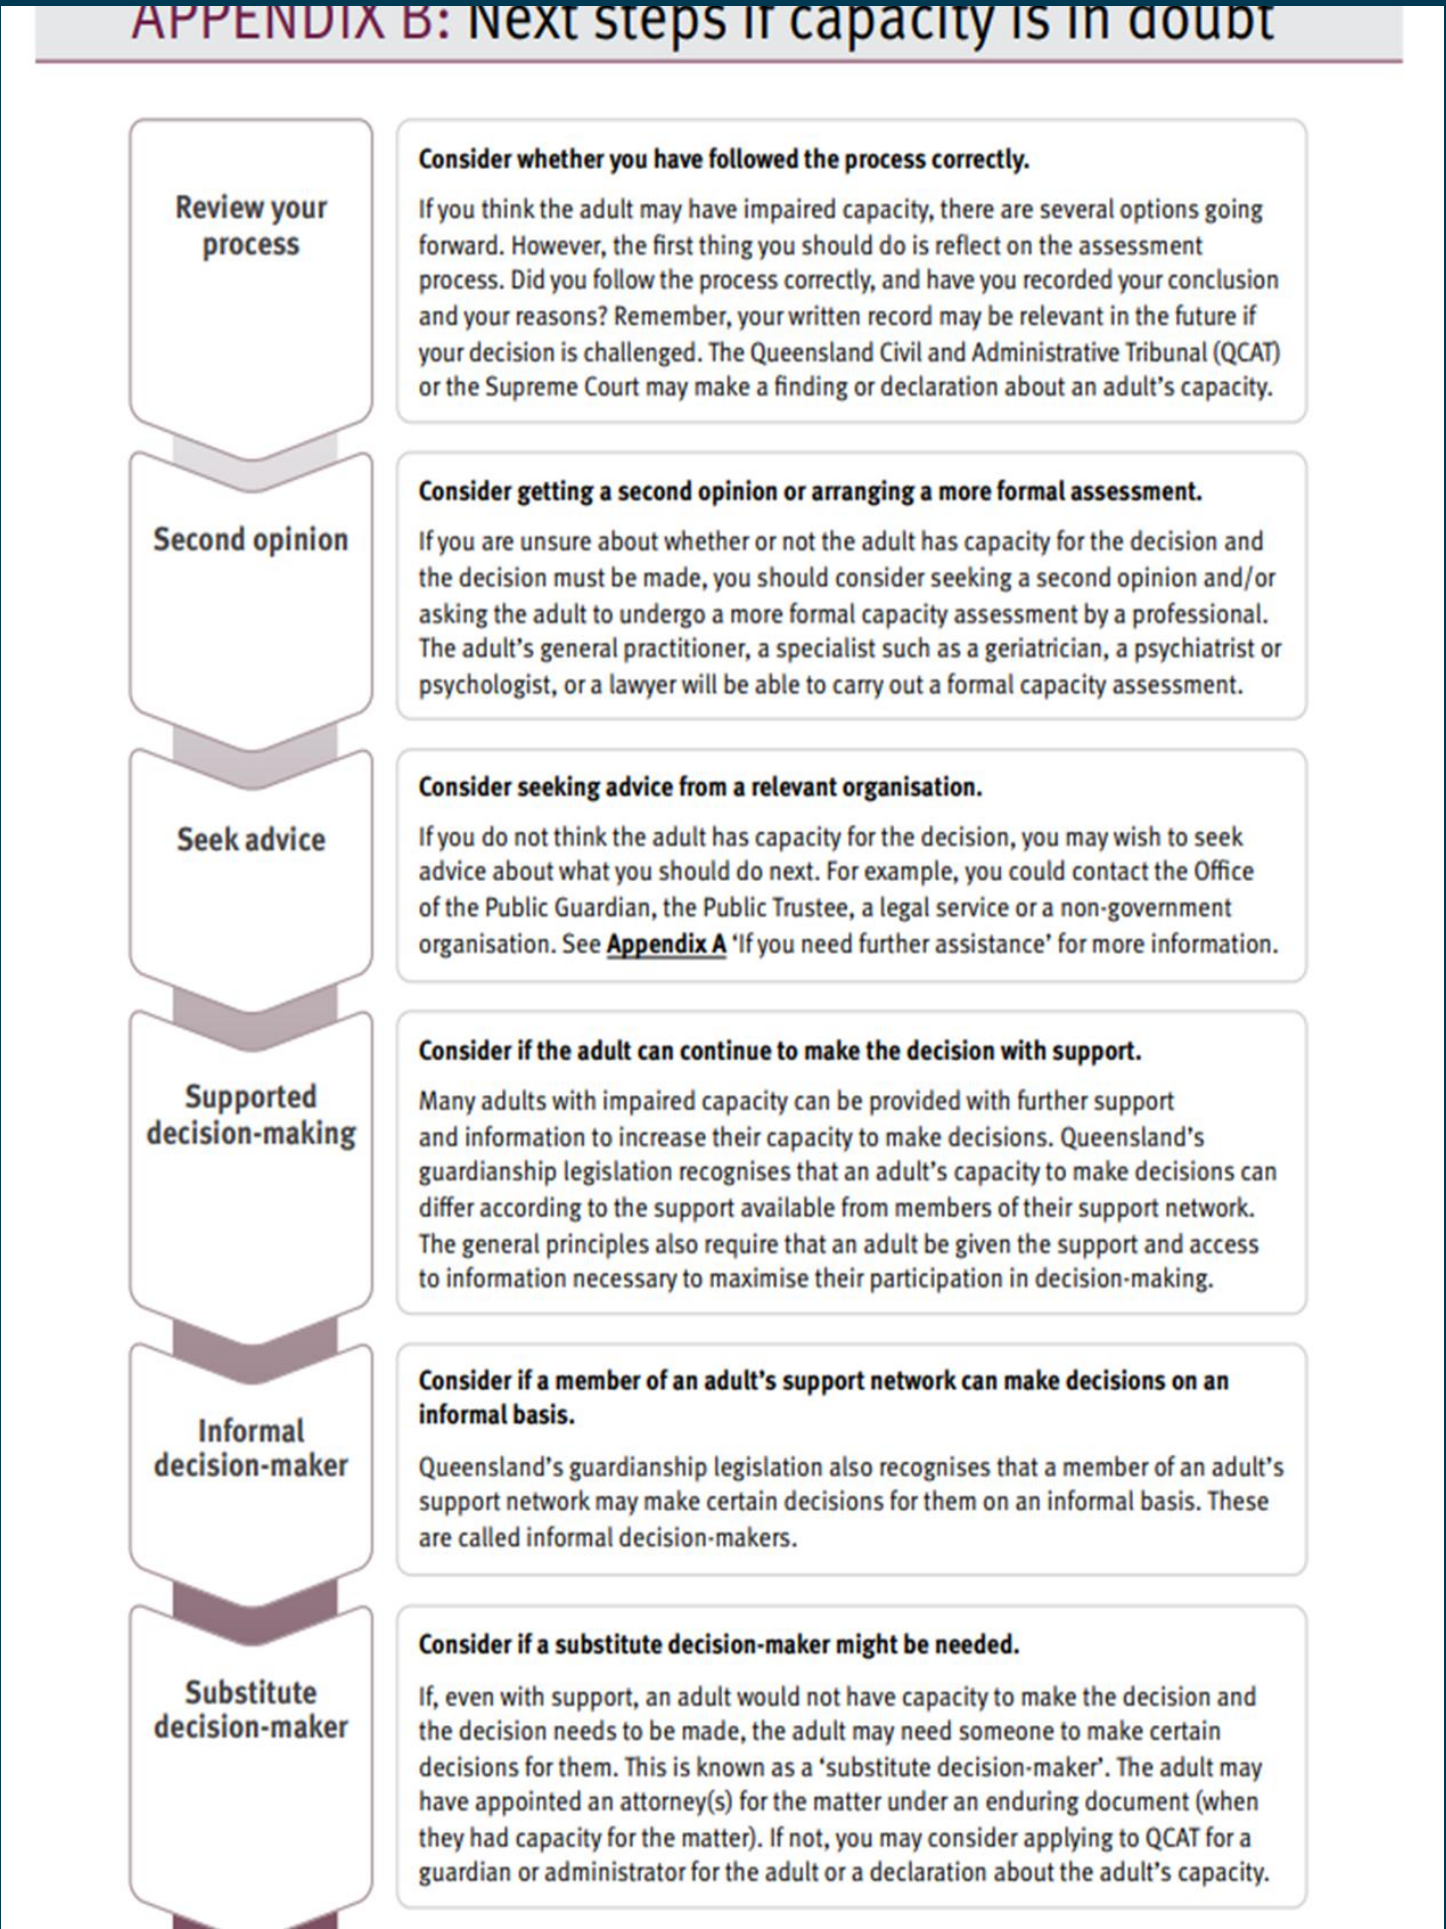 APPENDIX B: Next steps if capacity is in doubt
Review your
process
Consider whether you have followed the process correctly.
If you think the adult may have impaired capacity, there are several options going
forward. However, the first thing you should do is reflect on the assessment
process. Did you follow the process correctly, and have you recorded your conclusion
and your reasons? Remember, your written record may be relevant in the future if
your decision is challenged. The Queensland Civil and Administrative Tribunal (QCAT)
or the Supreme Court may make a finding or declaration about an adult’s capacity.
Second opinion
Consider getting a second opinion or arranging a more formal assessment.
If you are unsure about whether or not the adult has capacity for the decision and
the decision must be made, you should consider seeking a second opinion and/or
asking the adult to undergo a more formal capacity assessment by a professional.
The adult’s general practitioner, a specialist such as a geriatrician, a psychiatrist or
psychologist, or a lawyer will be able to carry out a formal capacity assessment.
Seek advice
Consider seeking advice from a relevant organisation.
If you do not think the adult has capacity for the decision, you may wish to seek
advice about what you should do next. For example, you could contact the Office
of the Public Guardian, the Public Trustee, a legal service or a non-government
organisation. See Appendix A ‘If you need further assistance’ for more information.
Supported
decision-making
Consider if the adult can continue to make the decision with support.
Many adults with impaired capacity can be provided with further support
and information to increase their capacity to make decisions. Queensland’s
guardianship legislation recognises that an adult’s capacity to make decisions can
differ according to the support available from members of their support network.
The general principles also require that an adult be given the support and access
to information necessary to maximise their participation in decision-making.
Informal
decision-maker
Consider if a member of an adult’s support network can make decisions on an
informal basis.
Queensland’s guardianship legislation also recognises that a member of an adult’s
support network may make certain decisions for them on an informal basis. These
are called informal decision-makers.
Substitute
decision-maker
Consider if a substitute decision-maker might be needed.
If, even with support, an adult would not have capacity to make the decision and
the decision needs to be made, the adult may need someone to make certain
decisions for them. This is known as a ‘substitute decision-maker’. The adult may
have appointed an attorney(s) for the matter under an enduring document (when
they had capacity for the matter). If not, you may consider applying to QCAT for a
guardian or administrator for the adult or a declaration about the adult’s capacity.